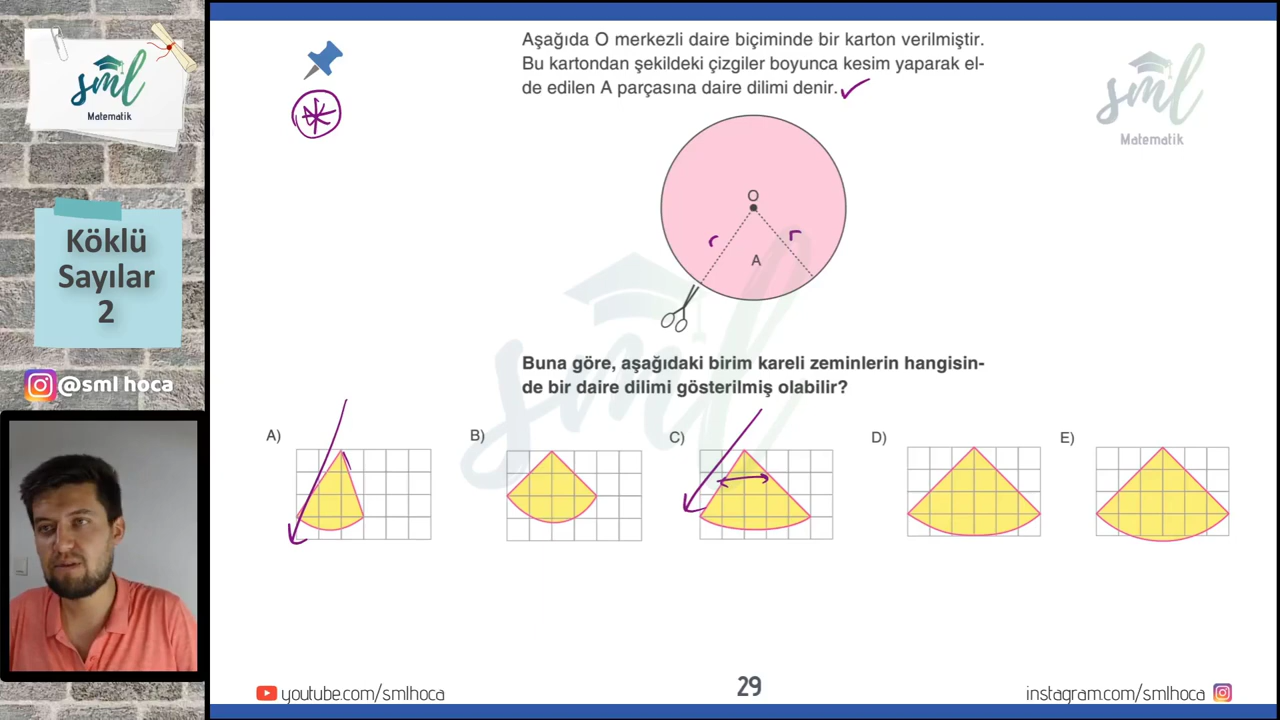 sml
Matematik
Köklü
Sayılar
2
@sml hoca
Aşağıda O merkezli daire biçiminde bir karton verilmiştir.
Bu kartondan şekildeki çizgiler boyunca kesim yaparak el-
de edilen A parçasına daire dilimi denir.
sml
Matematik
O
r
r
A
Buna göre, aşağıdaki birim kareli zeminlerin hangisin-
de bir daire dilimi gösterilmiş olabilir?
A)
B)
C)
D)
E)
sml
youtube.com/smlhoca
29
instagram.com/smlhoca